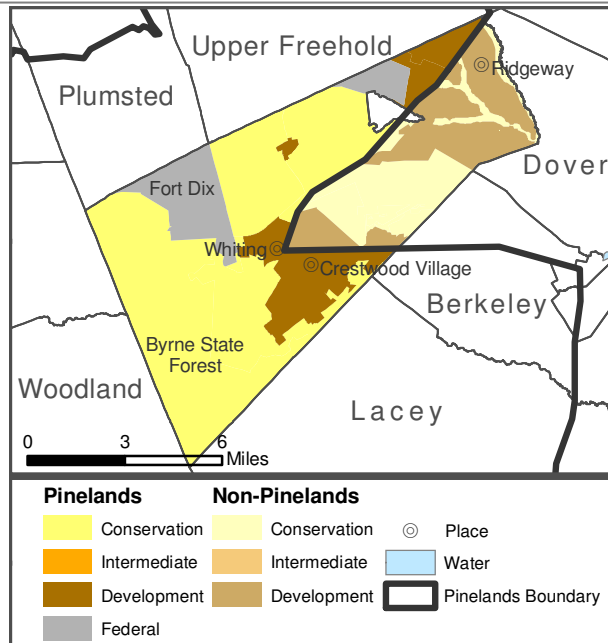 Upper Freehold
Plumsted
Ridgeway
Dover
Fort Dix
Whiting
Crestwood Village
Berkeley
Byrne State
Forest
Woodland
Lacey
0 3 6
Miles
Pinelands Non-Pinelands
Conservation Conservation Place
Intermediate Intermediate Water
Development Development Pinelands Boundary
Federal